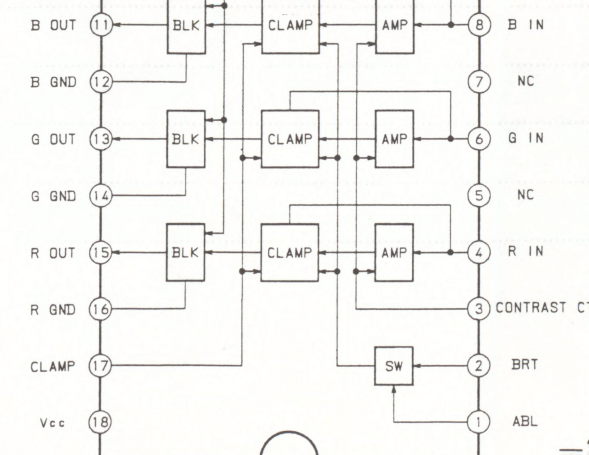 B OUT 11 BLK CLAMP AMP 8 B IN
B GND 12 7 NC
G OUT 13 BLK CLAMP AMP 6 G IN
G GND 14 5 NC
R OUT 15 BLK CLAMP AMP 4 R IN
R GND 16 3 CONTRAST CT
CLAMP 17 SW 2 BRT
Vcc 18 1 ABL